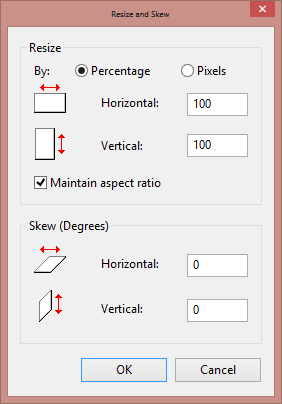 Resize and Skew
Resize
By: Percentage Pixels
Horizontal: 100
Vertical: 100
Maintain aspect ratio
Skew (Degrees)
Horizontal: 0
Vertical: 0
OK Cancel